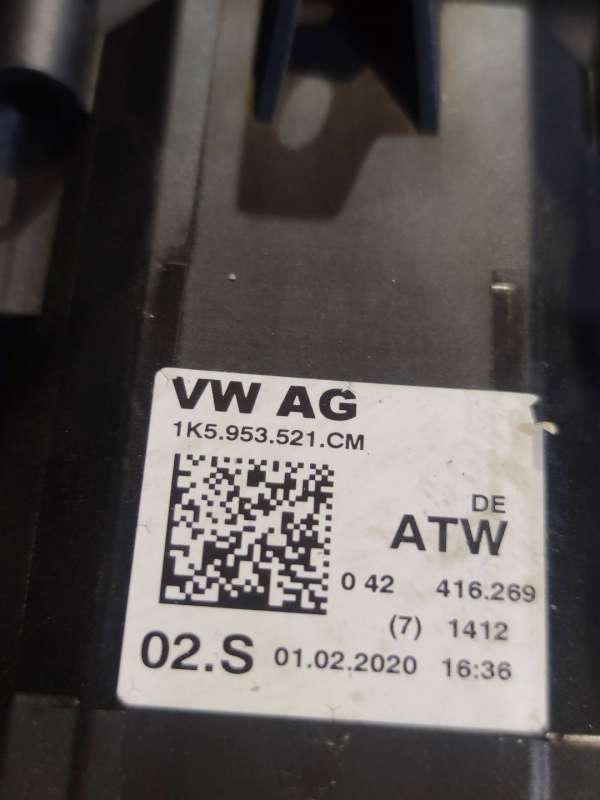 VW AG
1K5.953.521.CM
DE
ATW
0 42 416.269
(7) 1412
02.S 01.02.2020 16:36